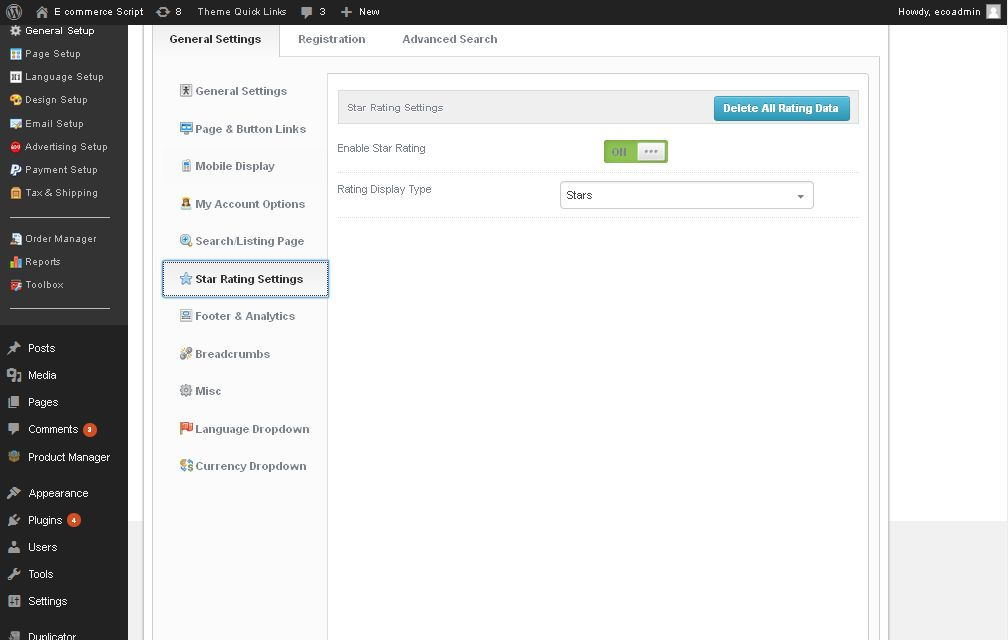 E commerce Script 8 Theme Quick Links 3 New Howdy, ecoadmin
General Setup
Page Setup
Language Setup
Design Setup
Email Setup
Advertising Setup
Payment Setup
Tax & Shipping
Order Manager
Reports
Toolbox
Posts
Media
Pages
Comments 3
Product Manager
Appearance
Plugins 4
Users
Tools
Settings
Duplicator
General Settings Registration Advanced Search
General Settings
Page & Button Links
Mobile Display
My Account Options
Search/Listing Page
Star Rating Settings
Footer & Analytics
Breadcrumbs
Misc
Language Dropdown
Currency Dropdown
Star Rating Settings Delete All Rating Data
Enable Star Rating
Rating Display Type Stars